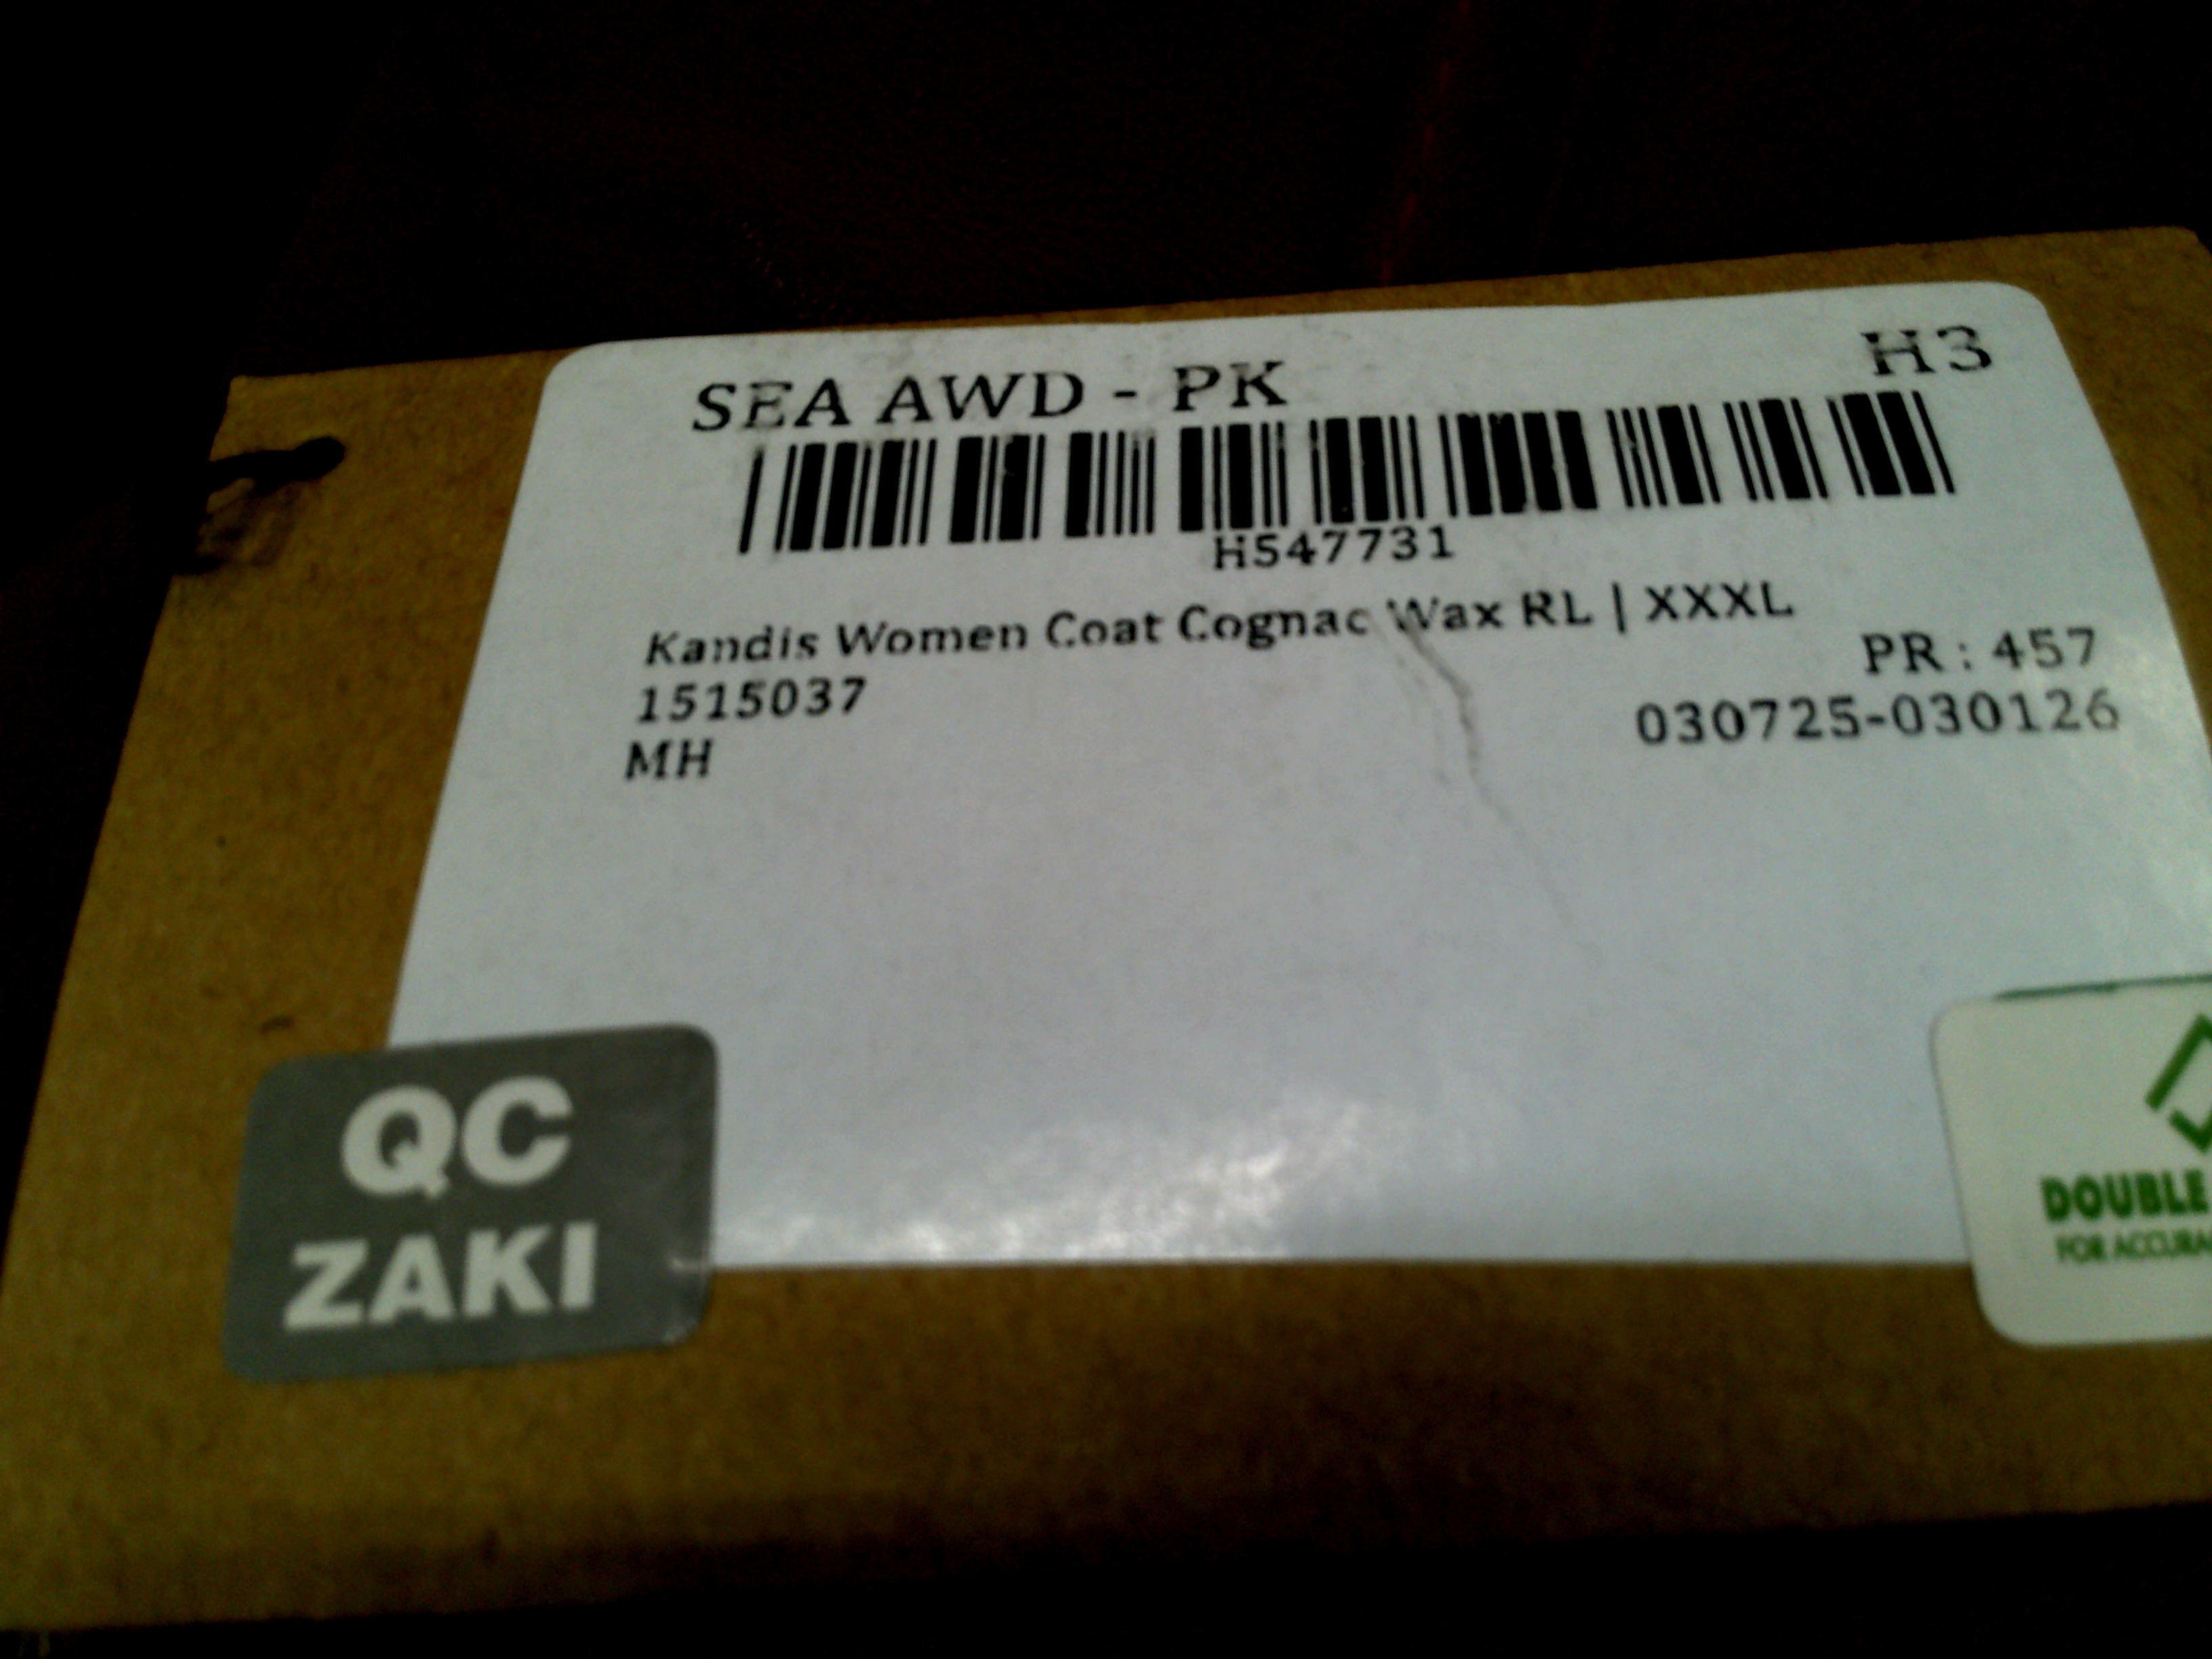 SEA AWD - PK
H3
H547731
Kandis Women Coat Cognac Wax RL | XXXL
PR : 457
1515037
030725-030126
MH
QC
ZAKI
DOUBLE
FOR